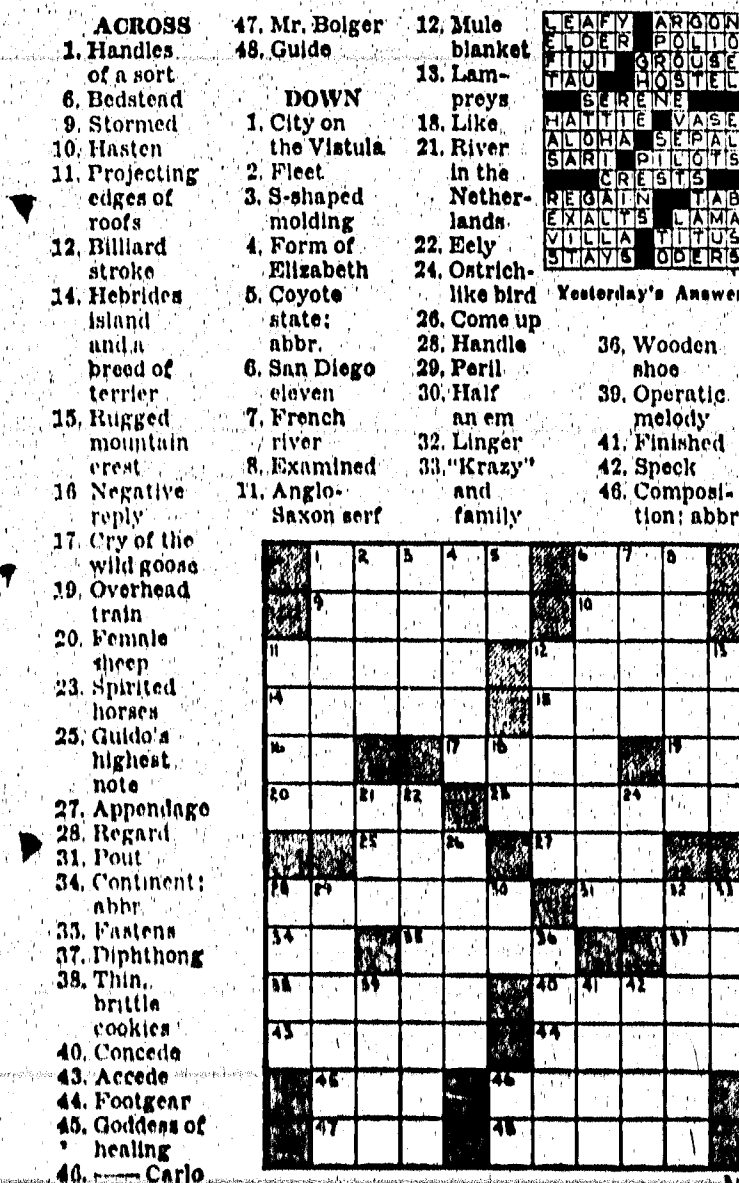 ACROSS
1. Handles
of a sort
6. Bedstead
9. Stormed
10. Hasten
11. Projecting
edges of
roofs
12. Billiard
stroke
14. Hebrides
island
and a
breed of
terrier
15. Rugged
mountain
crest
16 Negative
reply
17. Cry of the
wild goose
19. Overhead
train
20. Female
sheep
23. Spirited
horses
25. Guido's
highest
note
27. Appendage
28. Regard
31. Pout
34. Continent:
abbr.
35. Fastens
37. Diphthong
38. Thin,
brittle
cookies
40. Concede
43. Accede
44. Footgear
45. Goddess of
healing
46. —— Carlo
47. Mr. Bolger
48. Guide
DOWN
1. City on
the Vistula
2. Fleet
3. S-shaped
molding
4. Form of
Elizabeth
5. Coyote
state:
abbr.
6. San Diego
eleven
7. French
river
8. Examined
11. Anglo-
Saxon serf
12. Mule
blanket
13. Lam-
preys
18. Like
21. River
in the
Nether-
lands
22. Eely
24. Ostrich-
like bird
26. Come up
28. Handle
29. Peril
30. Half
an em
32. Linger
33. "Krazy"
and
family
LEAFY ARGON
ELDER POLIO
FIJI GROUSE
TAU HOSTEL
SERENE
HATTIE VASE
ALOHA SEPAL
SARI PILOTS
CRESTS
REGAIN TAB
EXALTS LAMA
VILLA TITUS
STAYS ODERS
Yesterday's Answer
36. Wooden
shoe
39. Operatic
melody
41. Finished
42. Speck
46. Composi-
tion: abbr
1 2 3 4 5 6 7 8
9 10
11 12 13
14 15
16 17 18 19
20 21 22 23 24
25 26 27
28 29 30 31 32 33
34 35 36 37
38 39 40 41 42
43 44
45 46
47 48